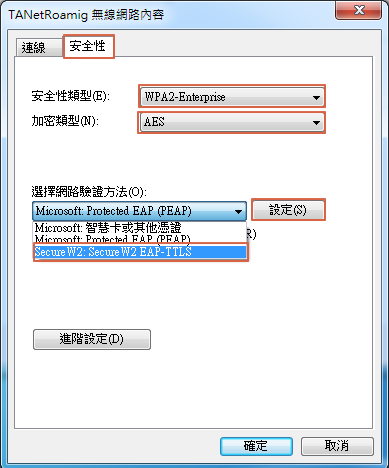 TANetRoamig 無線網路內容
連線 安全性
安全性類型(E): WPA2-Enterprise
加密類型(N): AES
選擇網路驗證方法(O):
Microsoft: Protected EAP (PEAP) 設定(S)
Microsoft: 智慧卡或其他憑證
Microsoft: Protected EAP (PEAP) R)
SecureW2: SecureW2 EAP-TTLS
進階設定(D)
確定 取消